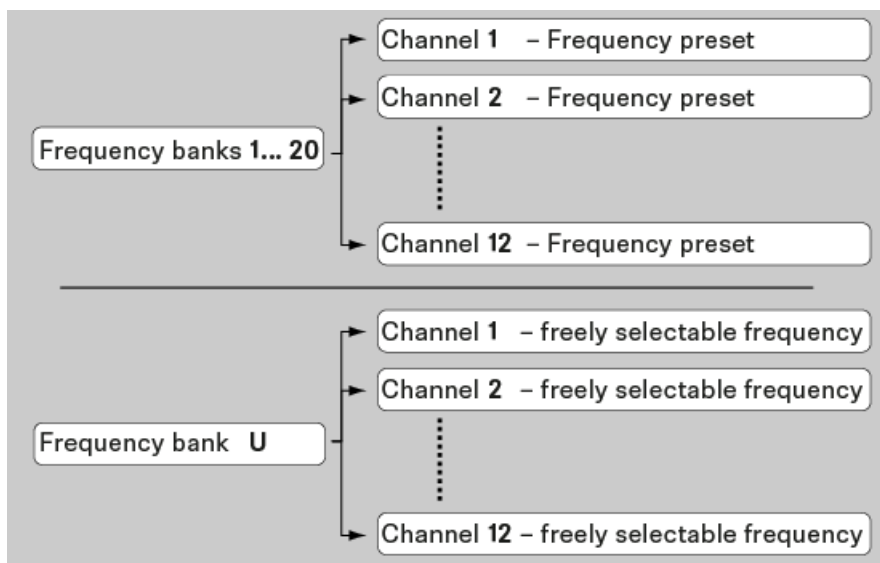 Channel 1 – Frequency preset
Channel 2 – Frequency preset
Frequency banks 1... 20
Channel 12 – Frequency preset
Channel 1 – freely selectable frequency
Channel 2 – freely selectable frequency
Frequency bank U
Channel 12 – freely selectable frequency